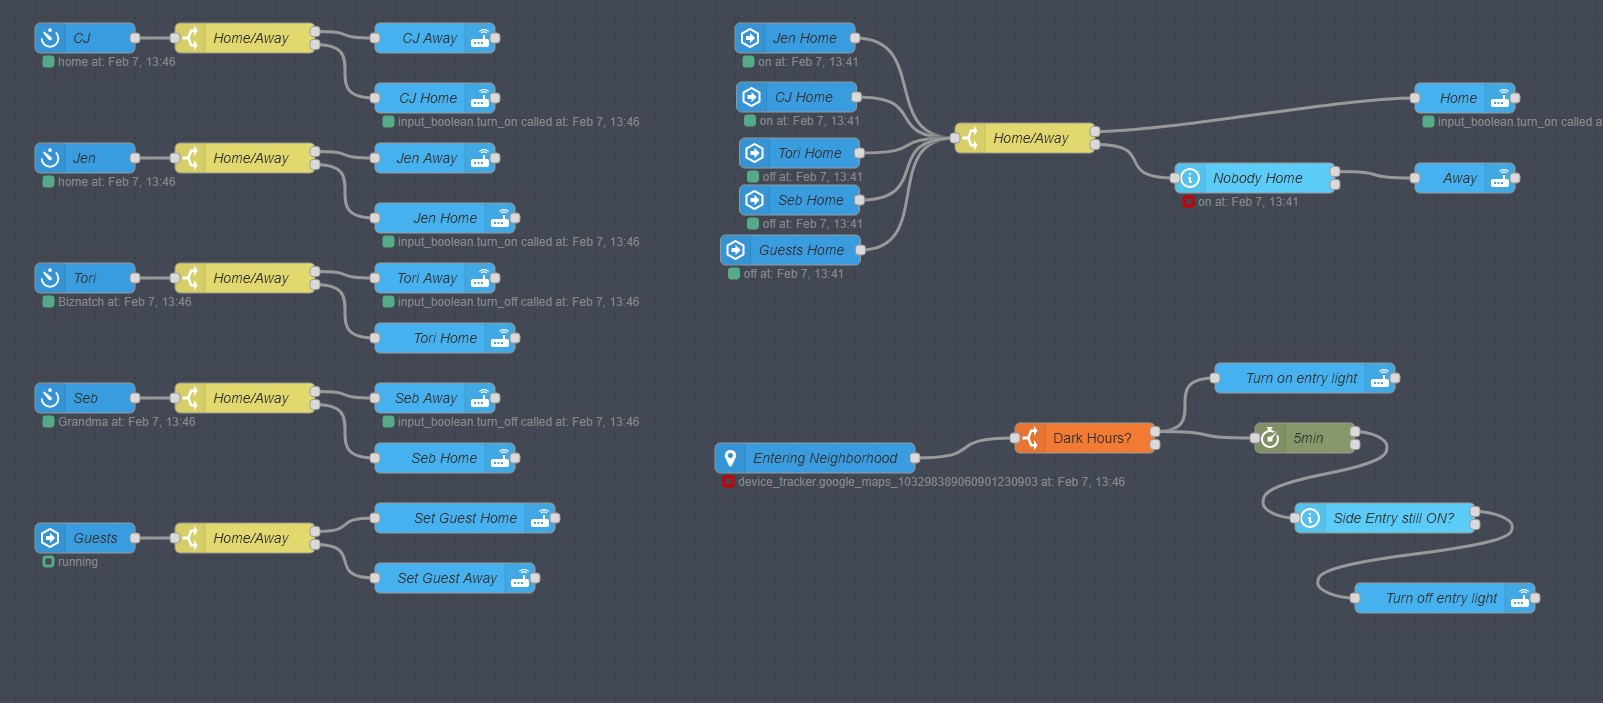 CJ
Home/Away
CJ Away
home at: Feb 7, 13:46
CJ Home
input_boolean.turn_on called at: Feb 7, 13:46
Jen
Home/Away
Jen Away
home at: Feb 7, 13:46
Jen Home
input_boolean.turn_on called at: Feb 7, 13:46
Tori
Home/Away
Tori Away
Biznatch at: Feb 7, 13:46
input_boolean.turn_off called at: Feb 7, 13:46
Tori Home
Seb
Home/Away
Seb Away
Grandma at: Feb 7, 13:46
input_boolean.turn_off called at: Feb 7, 13:46
Seb Home
Guests
Home/Away
Set Guest Home
running
Set Guest Away
Jen Home
on at: Feb 7, 13:41
CJ Home
on at: Feb 7, 13:41
Tori Home
off at: Feb 7, 13:41
Seb Home
off at: Feb 7, 13:41
Guests Home
off at: Feb 7, 13:41
Home/Away
Home
input_boolean.turn_on called a
Nobody Home
on at: Feb 7, 13:41
Away
Entering Neighborhood
device_tracker.google_maps_103298389060901230903 at: Feb 7, 13:46
Dark Hours?
Turn on entry light
5min
Side Entry still ON?
Turn off entry light